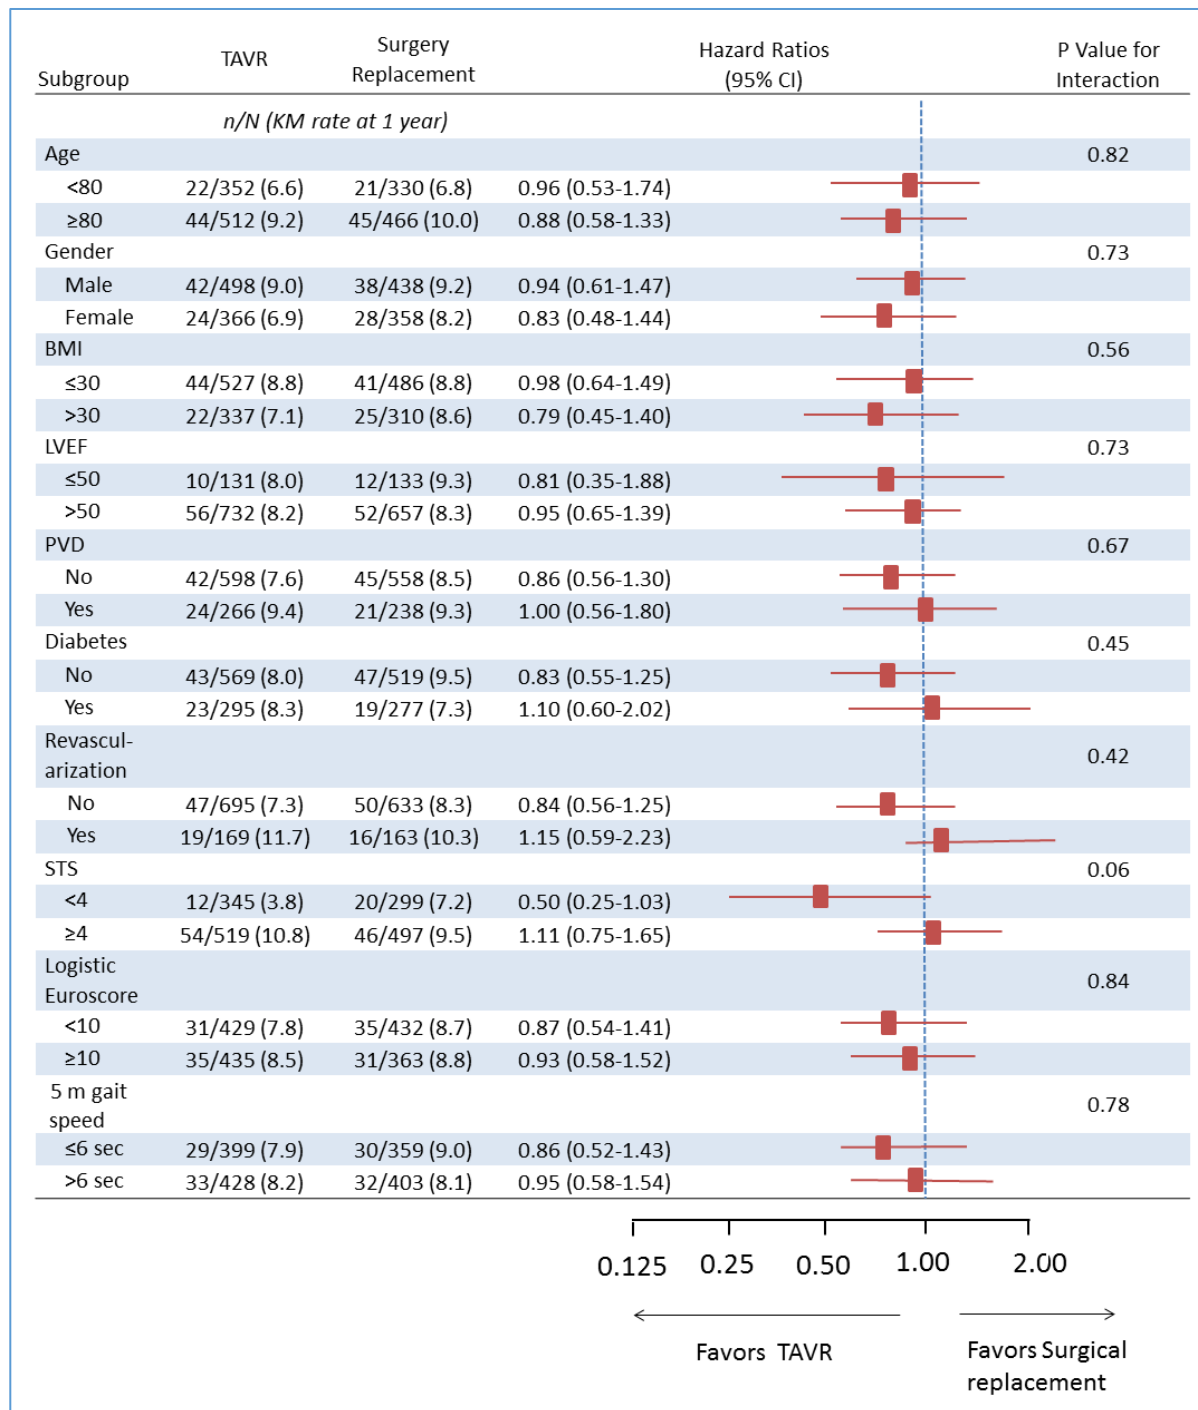 Subgroup TAVR Surgery Replacement Hazard Ratios (95% CI) P Value for Interaction
n/N (KM rate at 1 year)
Age 0.82
<80 22/352 (6.6) 21/330 (6.8) 0.96 (0.53-1.74)
≥80 44/512 (9.2) 45/466 (10.0) 0.88 (0.58-1.33)
Gender 0.73
Male 42/498 (9.0) 38/438 (9.2) 0.94 (0.61-1.47)
Female 24/366 (6.9) 28/358 (8.2) 0.83 (0.48-1.44)
BMI 0.56
≤30 44/527 (8.8) 41/486 (8.8) 0.98 (0.64-1.49)
>30 22/337 (7.1) 25/310 (8.6) 0.79 (0.45-1.40)
LVEF 0.73
≤50 10/131 (8.0) 12/133 (9.3) 0.81 (0.35-1.88)
>50 56/732 (8.2) 52/657 (8.3) 0.95 (0.65-1.39)
PVD 0.67
No 42/598 (7.6) 45/558 (8.5) 0.86 (0.56-1.30)
Yes 24/266 (9.4) 21/238 (9.3) 1.00 (0.56-1.80)
Diabetes 0.45
No 43/569 (8.0) 47/519 (9.5) 0.83 (0.55-1.25)
Yes 23/295 (8.3) 19/277 (7.3) 1.10 (0.60-2.02)
Revascul-
arization 0.42
No 47/695 (7.3) 50/633 (8.3) 0.84 (0.56-1.25)
Yes 19/169 (11.7) 16/163 (10.3) 1.15 (0.59-2.23)
STS 0.06
<4 12/345 (3.8) 20/299 (7.2) 0.50 (0.25-1.03)
≥4 54/519 (10.8) 46/497 (9.5) 1.11 (0.75-1.65)
Logistic
Euroscore 0.84
<10 31/429 (7.8) 35/432 (8.7) 0.87 (0.54-1.41)
≥10 35/435 (8.5) 31/363 (8.8) 0.93 (0.58-1.52)
5 m gait
speed 0.78
≤6 sec 29/399 (7.9) 30/359 (9.0) 0.86 (0.52-1.43)
>6 sec 33/428 (8.2) 32/403 (8.1) 0.95 (0.58-1.54)
0.125 0.25 0.50 1.00 2.00
Favors TAVR Favors Surgical
replacement